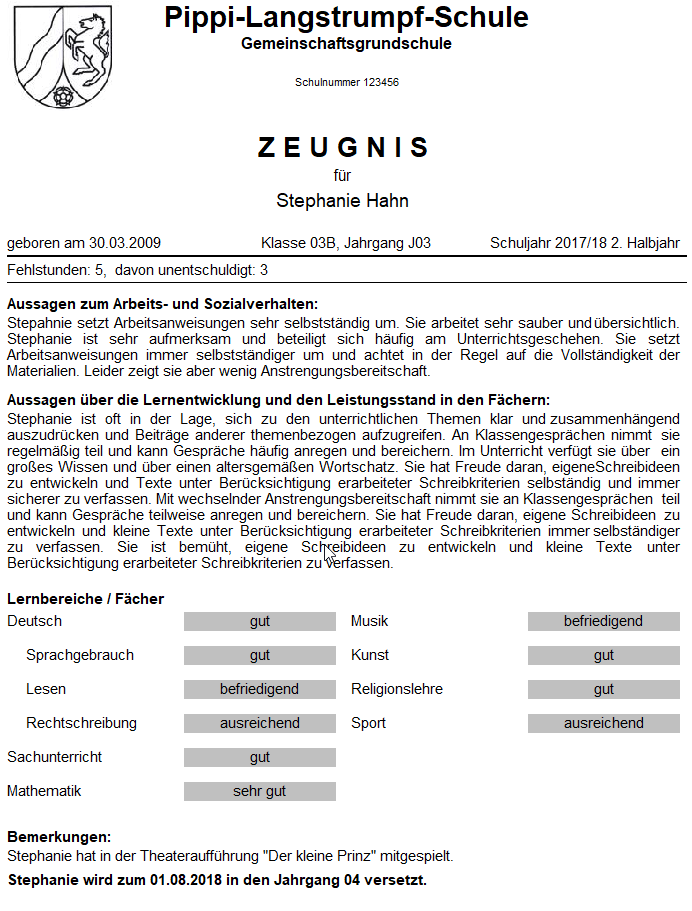 Pippi-Langstrumpf-Schule
Gemeinschaftsgrundschule
Schulnummer 123456
ZEUGNIS
für
Stephanie Hahn
geboren am 30.03.2009 Klasse 03B, Jahrgang J03 Schuljahr 2017/18 2. Halbjahr
Fehlstunden: 5, davon unentschuldigt: 3
Aussagen zum Arbeits- und Sozialverhalten:
Stepahnie setzt Arbeitsanweisungen sehr selbstständig um. Sie arbeitet sehr sauber und übersichtlich.
Stephanie ist sehr aufmerksam und beteiligt sich häufig am Unterrichtsgeschehen. Sie setzt
Arbeitsanweisungen immer selbstständiger um und achtet in der Regel auf die Vollständigkeit der
Materialien. Leider zeigt sie aber wenig Anstrengungsbereitschaft.
Aussagen über die Lernentwicklung und den Leistungsstand in den Fächern:
Stephanie ist oft in der Lage, sich zu den unterrichtlichen Themen klar und zusammenhängend
auszudrücken und Beiträge anderer themenbezogen aufzugreifen. An Klassengesprächen nimmt sie
regelmäßig teil und kann Gespräche häufig anregen und bereichern. Im Unterricht verfügt sie über ein
großes Wissen und über einen altersgemäßen Wortschatz. Sie hat Freude daran, eigeneSchreibideen
zu entwickeln und Texte unter Berücksichtigung erarbeiteter Schreibkriterien selbständig und immer
sicherer zu verfassen. Mit wechselnder Anstrengungsbereitschaft nimmt sie an Klassengesprächen teil
und kann Gespräche teilweise anregen und bereichern. Sie hat Freude daran, eigene Schreibideen zu
entwickeln und kleine Texte unter Berücksichtigung erarbeiteter Schreibkriterien immer selbständiger
zu verfassen. Sie ist bemüht, eigene Schreibideen zu entwickeln und kleine Texte unter
Berücksichtigung erarbeiteter Schreibkriterien zu verfassen.
Lernbereiche / Fächer
Deutsch gut Musik befriedigend
Sprachgebrauch gut Kunst gut
Lesen befriedigend Religionslehre gut
Rechtschreibung ausreichend Sport ausreichend
Sachunterricht gut
Mathematik sehr gut
Bemerkungen:
Stephanie hat in der Theateraufführung "Der kleine Prinz" mitgespielt.
Stephanie wird zum 01.08.2018 in den Jahrgang 04 versetzt.